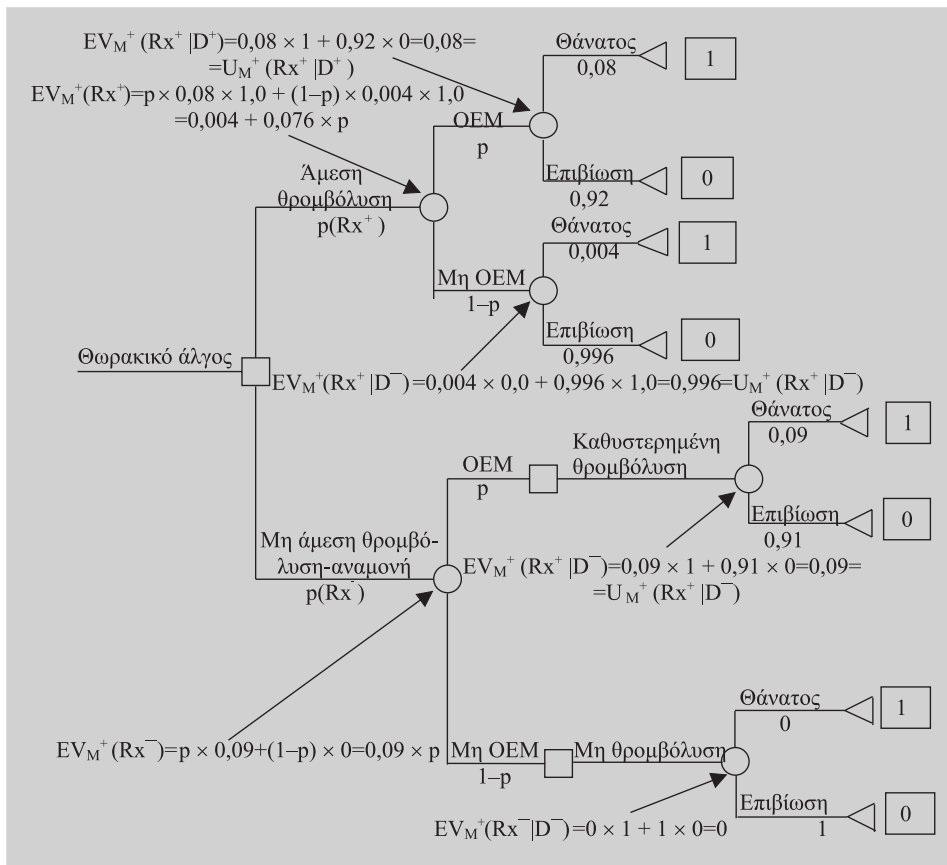 EV_M⁺ (Rx⁺ |D⁺)=0,08 × 1 + 0,92 × 0=0,08=
=U_M⁺ (Rx⁺ |D⁺ )
EV_M⁺(Rx⁺)=p × 0,08 × 1,0 + (1–p) × 0,004 × 1,0
=0,004 + 0,076 × p
Θάνατος
0,08
1
ΟΕΜ
p
Επιβίωση
0,92
0
Άμεση
θρομβόλυση
p(Rx⁺ )
Θάνατος
0,004
1
Μη ΟΕΜ
1–p
Επιβίωση
0,996
0
Θωρακικό άλγος
EV_M⁺(Rx⁺ |D⁻)=0,004 × 0,0 + 0,996 × 1,0=0,996=U_M⁺ (Rx⁺ |D⁻)
Θάνατος
0,09
1
ΟΕΜ
p
Καθυστερημένη
θρομβόλυση
Επιβίωση
0,91
0
Μη άμεση θρομβό-
λυση-αναμονή
p(Rx⁻)
EV_M⁺ (Rx⁺ |D⁻)=0,09 × 1 + 0,91 × 0=0,09=
=U_M⁺ (Rx⁺ |D⁻)
Θάνατος
0
1
EV_M⁺ (Rx⁻)=p × 0,09+(1–p) × 0=0,09 × p
Μη ΟΕΜ
1–p
Μη θρομβόλυση
Επιβίωση
1
0
EV_M⁺(Rx⁻|D⁻)=0 × 1 + 1 × 0=0